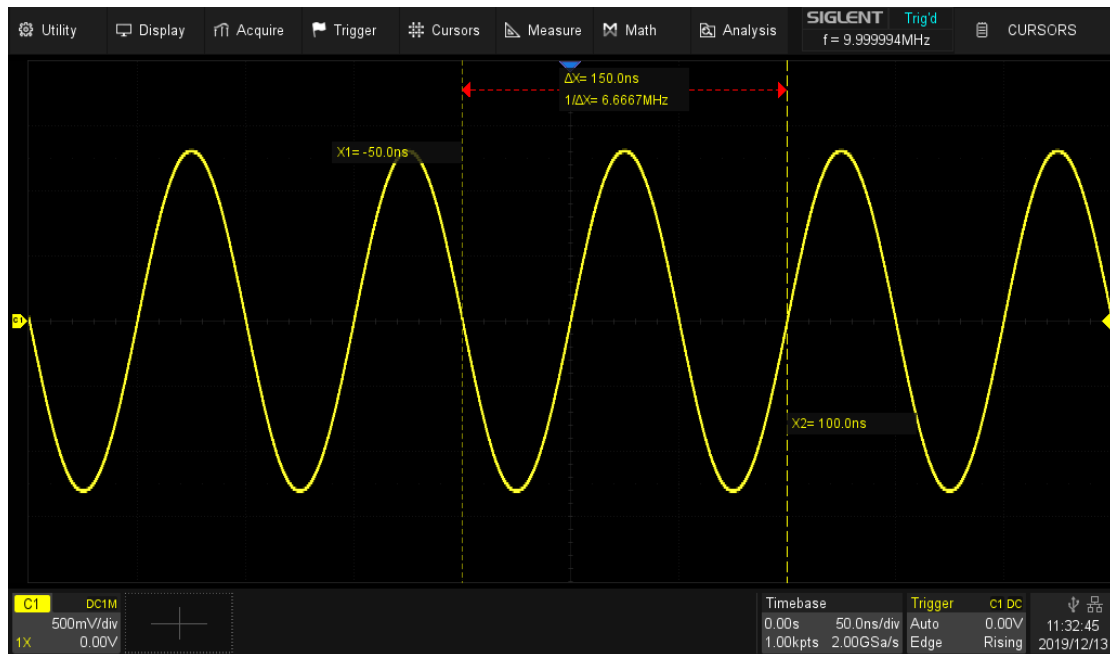 Utility Display Acquire Trigger Cursors Measure Math Analysis SIGLENT Trig'd CURSORS
f = 9.999994MHz
ΔX= 150.0ns
1/ΔX= 6.6667MHz
X1= -50.0ns
C1
X2= 100.0ns
C1 DC1M
500mV/div
1X 0.00V
Timebase
0.00s 50.0ns/div
1.00kpts 2.00GSa/s
Trigger C1 DC
Auto 0.00V
Edge Rising
11:32:45
2019/12/13